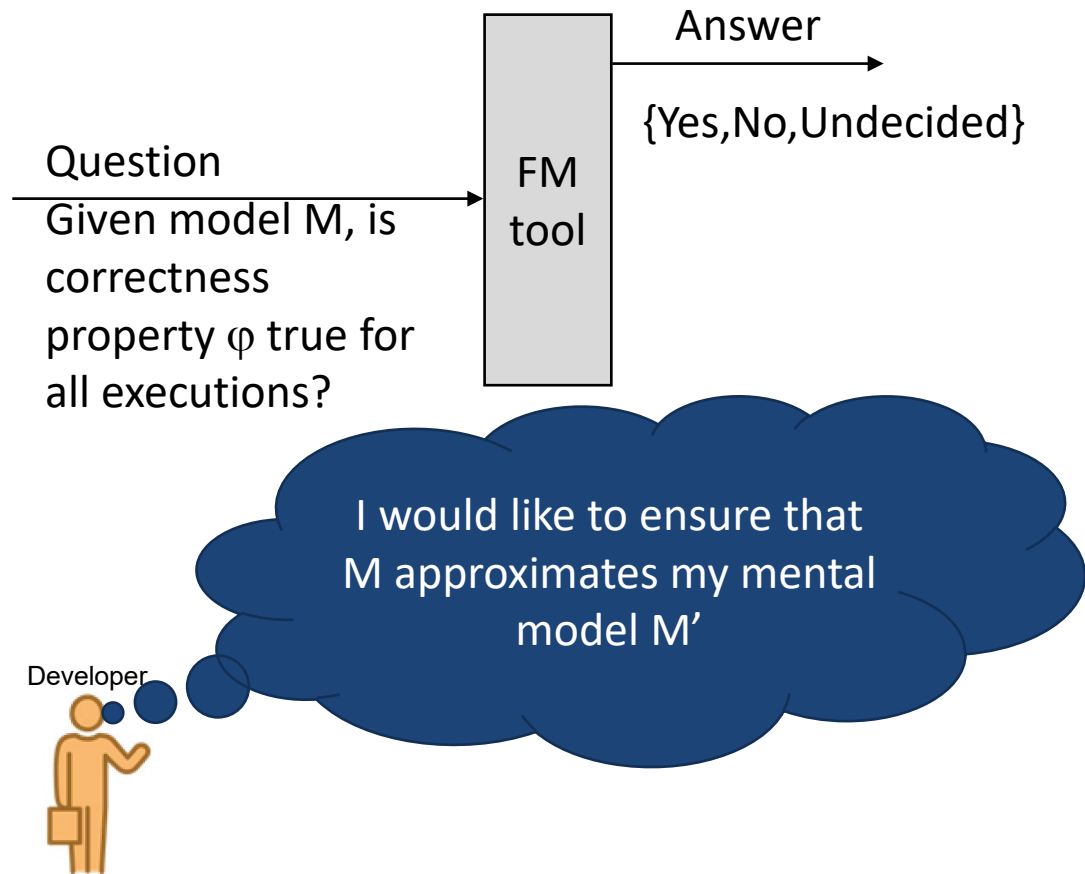 Answer
{Yes,No,Undecided}
Question
Given model M, is
correctness
property φ true for
all executions?
FM
tool
I would like to ensure that
M approximates my mental
model M’
Developer